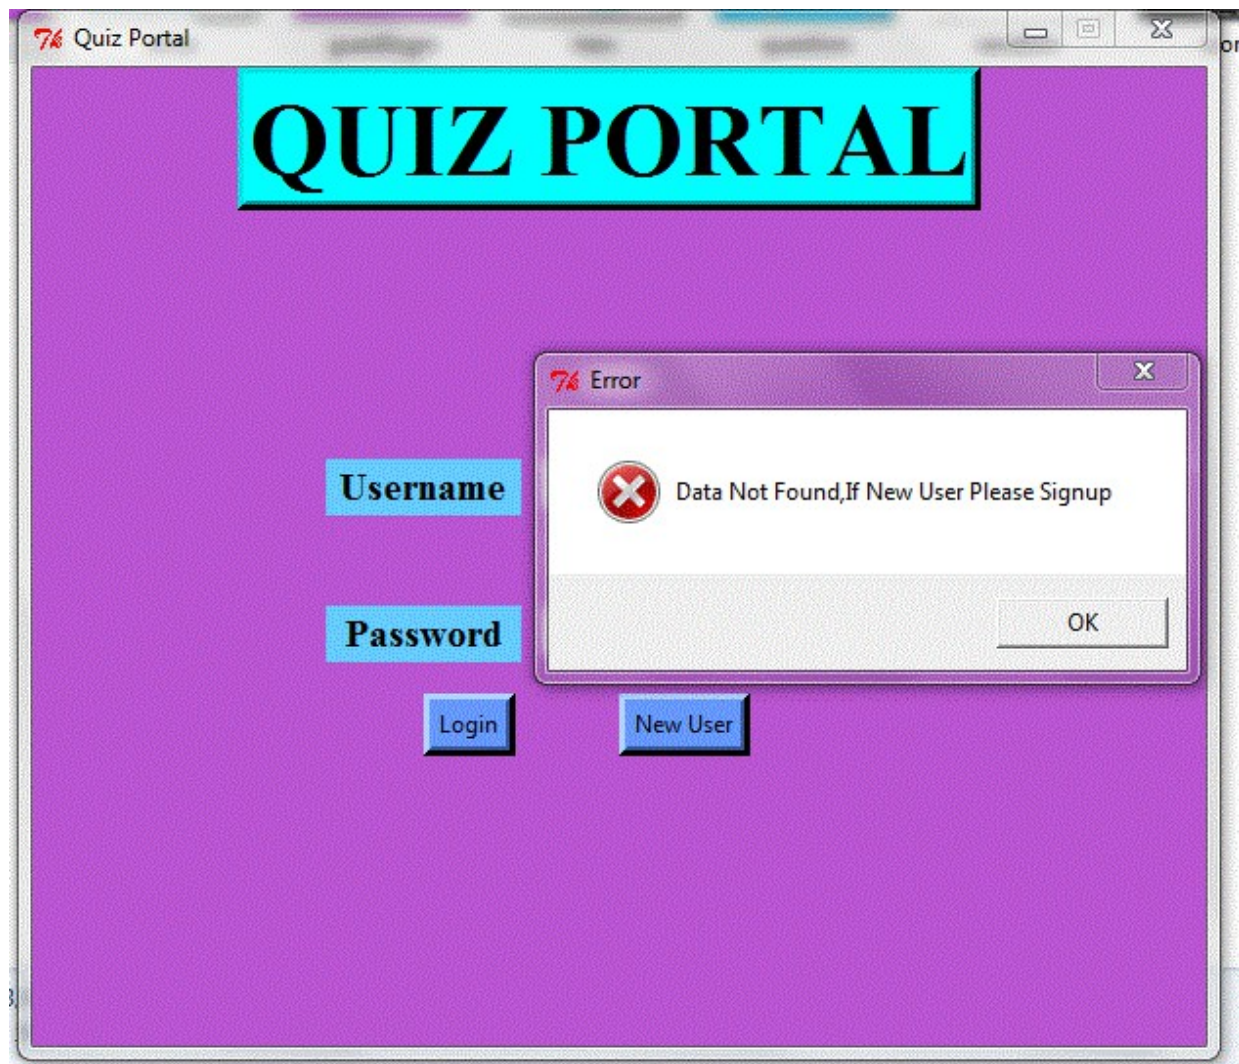 Quiz Portal
QUIZ PORTAL
Error
Data Not Found,If New User Please Signup
OK
Username
Password
Login
New User